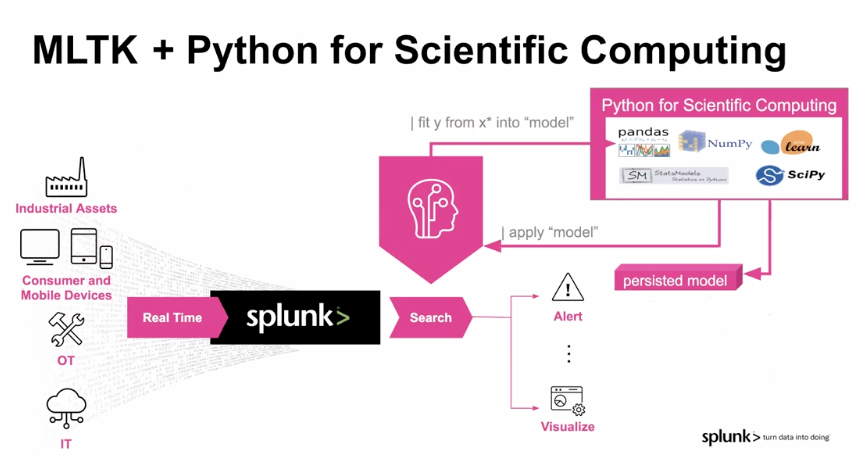 MLTK + Python for Scientific Computing
| fit y from x* into “model”
Python for Scientific Computing
pandas
NumPy
learn
SM StatsModels
Statistics in Python
SciPy
| apply “model”
persisted model
Industrial Assets
Consumer and
Mobile Devices
OT
IT
Real Time
splunk>
Search
Alert
Visualize
splunk> turn data into doing